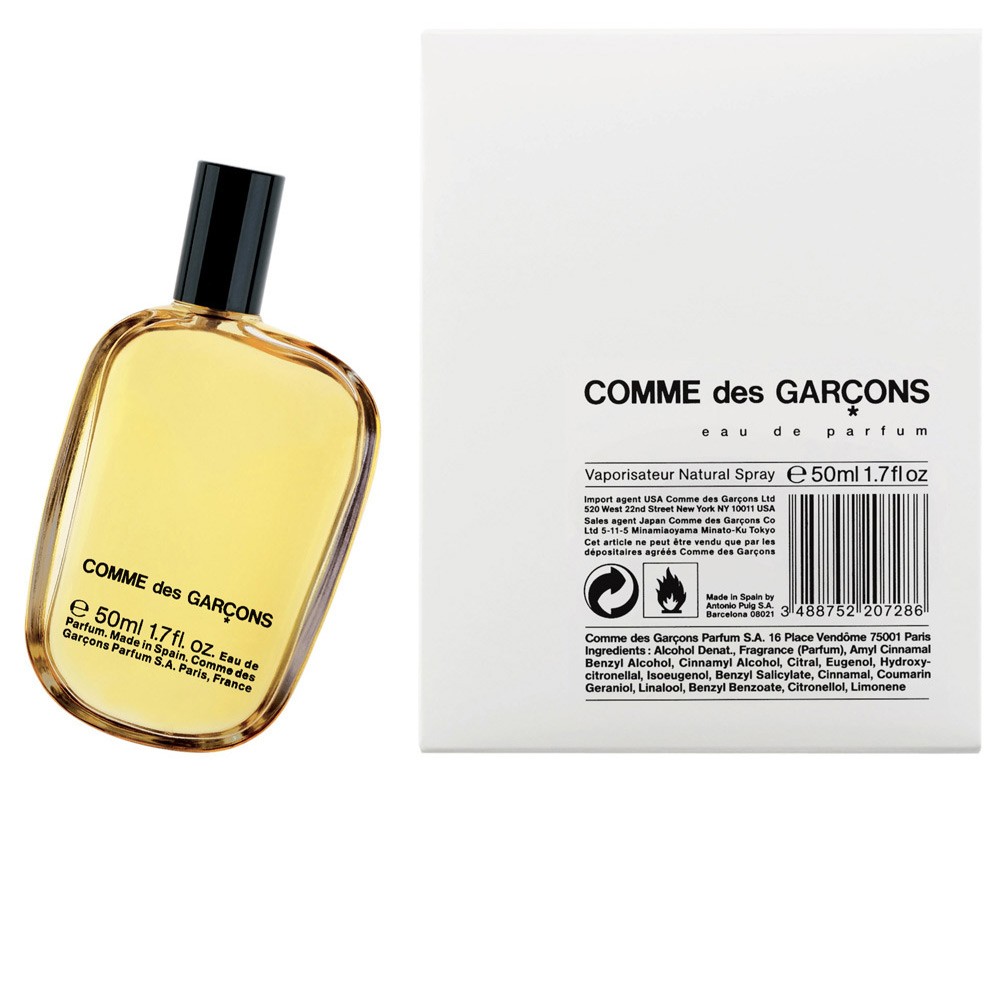 COMME des GARÇONS
℮ 50ml 1.7fl. oz. Eau de
Parfum. Made in Spain. Comme des
Garçons Parfum S.A. Paris, France
COMME des GARÇONS
*
eau de parfum
Vaporisateur Natural Spray ℮ 50ml 1.7fl oz
Import agent USA Comme des Garçons Ltd
520 West 22nd Street New York NY 10011 USA
Sales agent Japan Comme des Garçons Co
Ltd 5-11-5 Minamiaoyama Minato-Ku Tokyo
Cet article ne peut être vendu que par les
dépositaires agréés Comme des Garçons
Made in Spain by
Antonio Puig S.A.
Barcelona 08021
3 488752 207286
Comme des Garçons Parfum S.A. 16 Place Vendôme 75001 Paris
Ingredients : Alcohol Denat., Fragrance (Parfum), Amyl Cinnamal
Benzyl Alcohol, Cinnamyl Alcohol, Citral, Eugenol, Hydroxy-
citronellal, Isoeugenol, Benzyl Salicylate, Cinnamal, Coumarin
Geraniol, Linalool, Benzyl Benzoate, Citronellol, Limonene